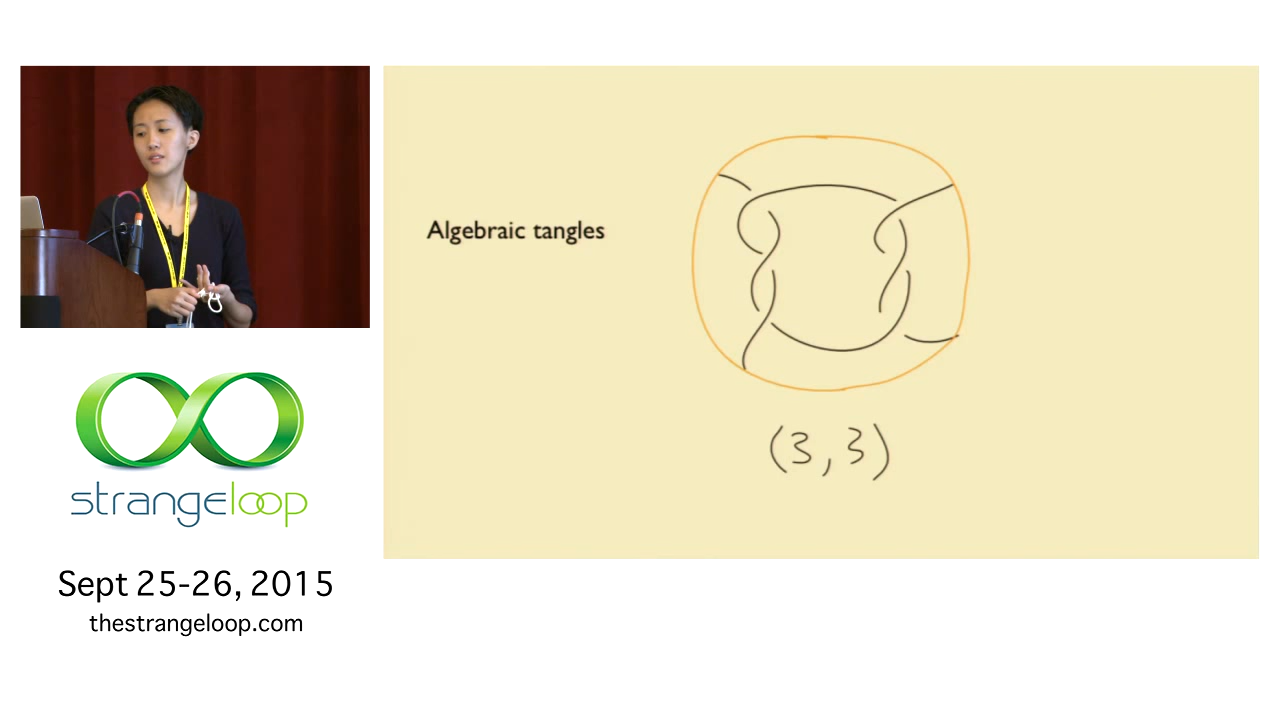 Algebraic tangles
(3,3)
strangeloop
Sept 25-26, 2015
thestrangeloop.com